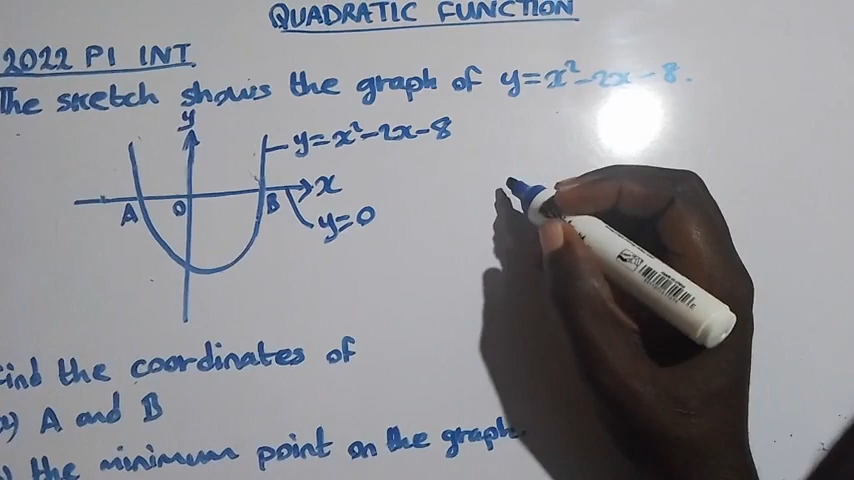 QUADRATIC FUNCTION
2022 P1 INT
The sketch shows the graph of y=x²-2x-8.
y
y=x²-2x-8
x
A O B
y=0
Find the coordinates of
A and B
the minimum point on the graph.